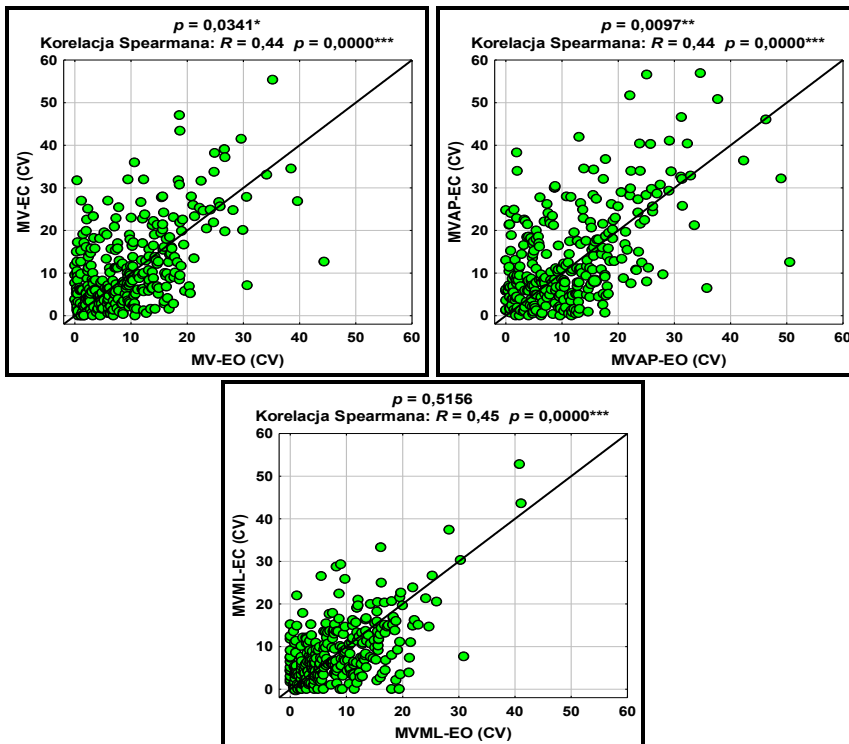 p = 0,0341*
Korelacja Spearmana: R = 0,44 p = 0,0000***
60
50
40
30
20
10
0
MV-EC (CV)
0 10 20 30 40 50 60
MV-EO (CV)
p = 0,0097**
Korelacja Spearmana: R = 0,44 p = 0,0000***
60
50
40
30
20
10
0
MVAP-EC (CV)
0 10 20 30 40 50 60
MVAP-EO (CV)
p = 0,5156
Korelacja Spearmana: R = 0,45 p = 0,0000***
60
50
40
30
20
10
0
MVML-EC (CV)
0 10 20 30 40 50 60
MVML-EO (CV)